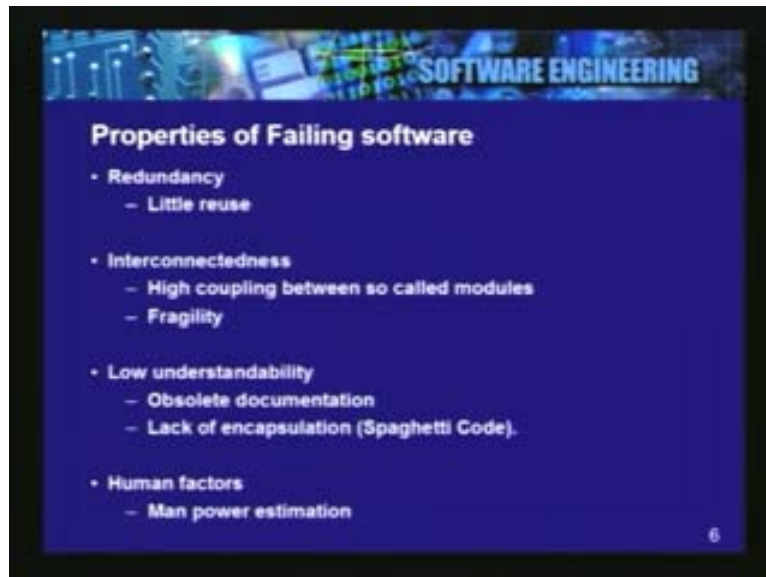 SOFTWARE ENGINEERING
Properties of Failing software
• Redundancy
– Little reuse
• Interconnectedness
– High coupling between so called modules
– Fragility
• Low understandability
– Obsolete documentation
– Lack of encapsulation (Spaghetti Code).
• Human factors
– Man power estimation
6